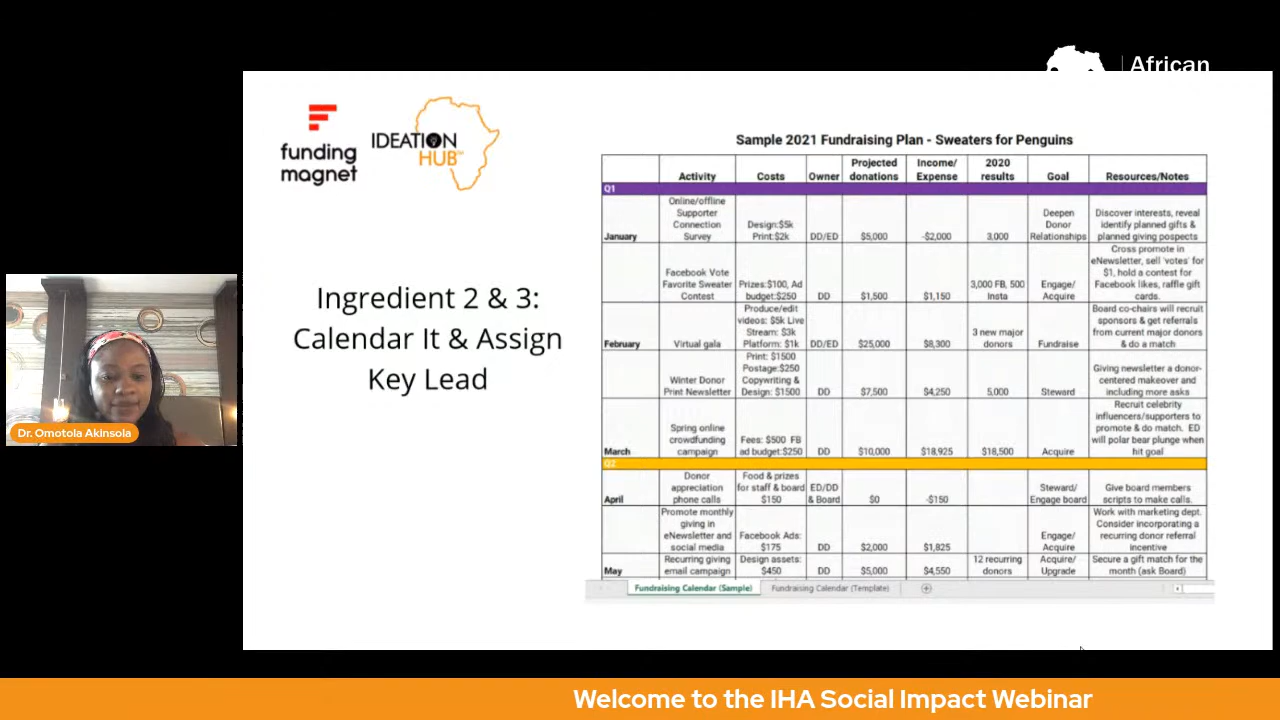 African
funding
magnet
IDEATION
HUB
Ingredient 2 & 3:
Calendar It & Assign
Key Lead
Dr. Omotola Akinsola
Sample 2021 Fundraising Plan - Sweaters for Penguins
Activity Costs Owner Projected donations Income/ Expense 2020 results Goal Resources/Notes
Q1
January Online/offline Supporter Connection Survey Design:$5k Print:$2k DD/ED $5,000 -$2,000 3,000 Deepen Donor Relationships Discover interests, reveal identify planned gifts & planned giving pospects
Facebook Vote Favorite Sweater Contest Prizes:$100, Ad budget:$250 DD $1,500 $1,150 3,000 FB, 500 Insta Engage/ Acquire Cross promote in eNewsletter, sell 'votes' for $1, hold a contest for Facebook likes, raffle gift cards.
February Virtual gala Produce/edit videos: $5k Live Stream: $3k Platform: $1k DD/ED $25,000 $8,300 3 new major donors Fundraise Board co-chairs will recruit sponsors & get referrals from current major donors & do a match
Winter Donor Print Newsletter Print: $1500 Postage:$250 Copywriting & Design: $1500 DD $7,500 $4,250 5,000 Steward Giving newsletter a donor-centered makeover and including more asks
March Spring online crowdfunding campaign Fees: $500 FB ad budget:$250 DD $10,000 $18,925 $18,500 Acquire Recruit celebrity influencers/supporters to promote & do match. ED will polar bear plunge when hit goal
Q2
April Donor appreciation phone calls Food & prizes for staff & board $150 ED/DD & Board $0 -$150 Steward/ Engage board Give board members scripts to make calls.
Promote monthly giving in eNewsletter and social media Facebook Ads: $175 DD $2,000 $1,825 Engage/ Acquire Work with marketing dept. Consider incorporating a recurring donor referral incentive
May Recurring giving email campaign Design assets: $450 DD $5,000 $4,550 12 recurring donors Acquire/ Upgrade Secure a gift match for the month (ask Board)
Fundraising Calendar (Sample) Fundraising Calendar (Template)
Welcome to the IHA Social Impact Webinar